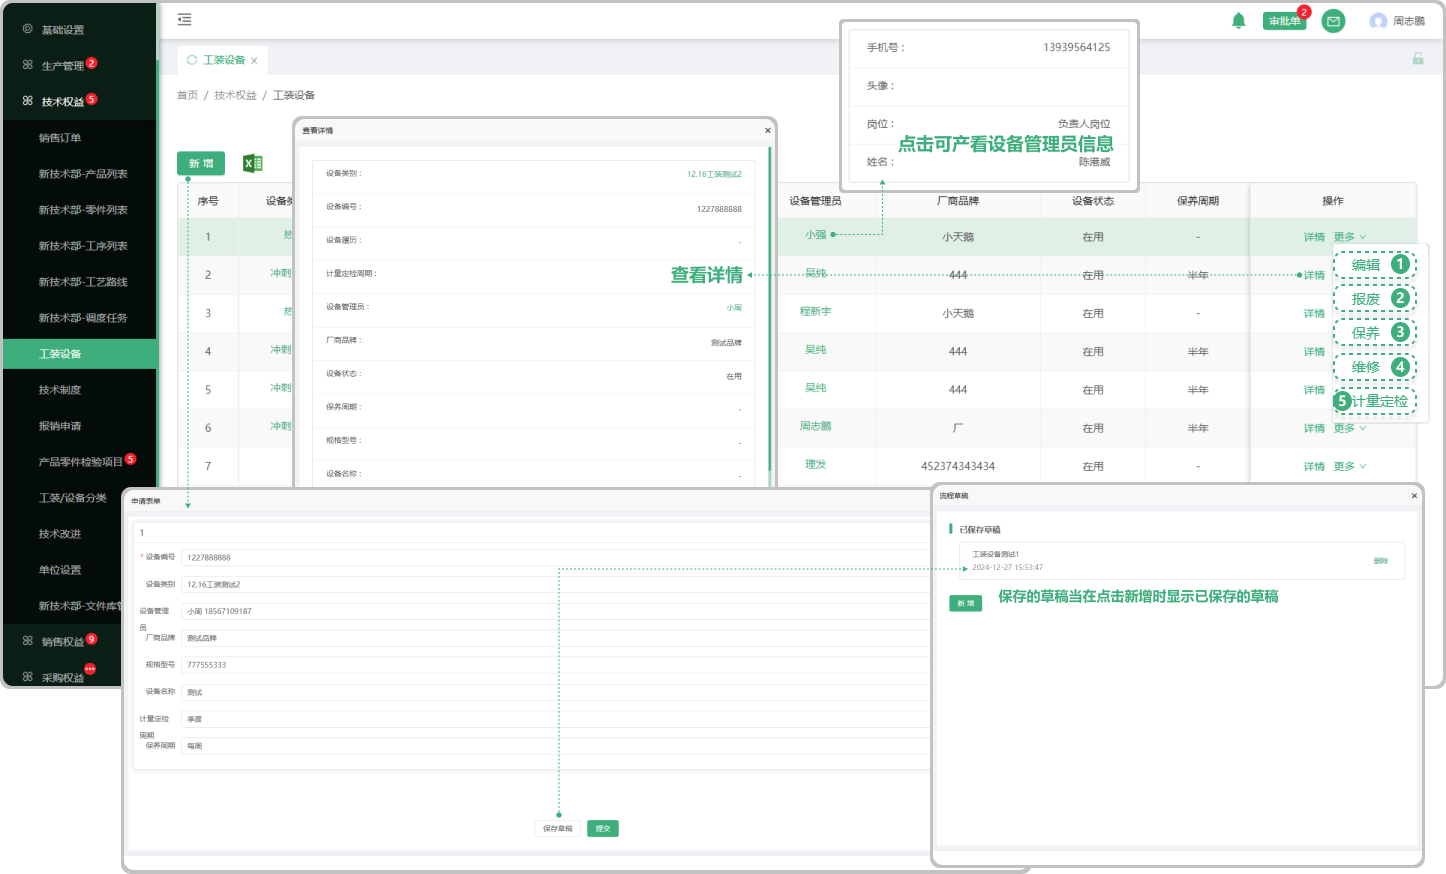 基础设置
生产管理 2
技术权益 5
销售订单
新技术部-产品列表
新技术部-零件列表
新技术部-工序列表
新技术部-工艺路线
新技术部-调度任务
工装设备
技术制度
报销申请
产品零件检验项目 5
工装/设备分类
技术改进
单位设置
新技术部-文件库
销售权益 9
采购权益
审批单 2
周志鹏
工装设备 ×
首页 / 技术权益 / 工装设备
新 增
序号 设备 设备管理员 厂商品牌 设备状态 保养周期 操作
1 热 小强 小天鹅 在用 - 详情 更多
2 冲刺 吴纯 444 在用 半年 详情
3 热 程新宇 小天鹅 在用 - 详情
4 冲刺 吴纯 444 在用 半年 详情
5 冲刺 吴纯 444 在用 半年 详情
6 冲刺 周志鹏 厂 在用 半年 详情 更多
7 理发 452374343434 在用 - 详情 更多
编辑 1
报废 2
保养 3
维修 4
5 计量定检
手机号： 13939564125
头像：
岗位： 负责人岗位
点击可产看设备管理员信息
姓名： 陈港威
查看详情 ×
设备类别： 12.16工装测试2
设备编号： 1227888888
设备履历： -
计量定检周期：
查看详情
设备管理员： 小周
厂商品牌： 测试品牌
设备状态： 在用
保养周期： -
规格型号： -
设备名称： -
申请表单
1
* 设备编号 1227888888
设备类别 12.16工装测试2
设备管理员 小周 18567109187
厂商品牌 测试品牌
规格型号 777555333
设备名称 测试
计量定检周期 季度
保养周期 每周
保存草稿 提交
流程草稿 ×
已保存草稿
工装设备测试1
2024-12-27 15:53:47 删除
新 增
保存的草稿当在点击新增时显示已保存的草稿